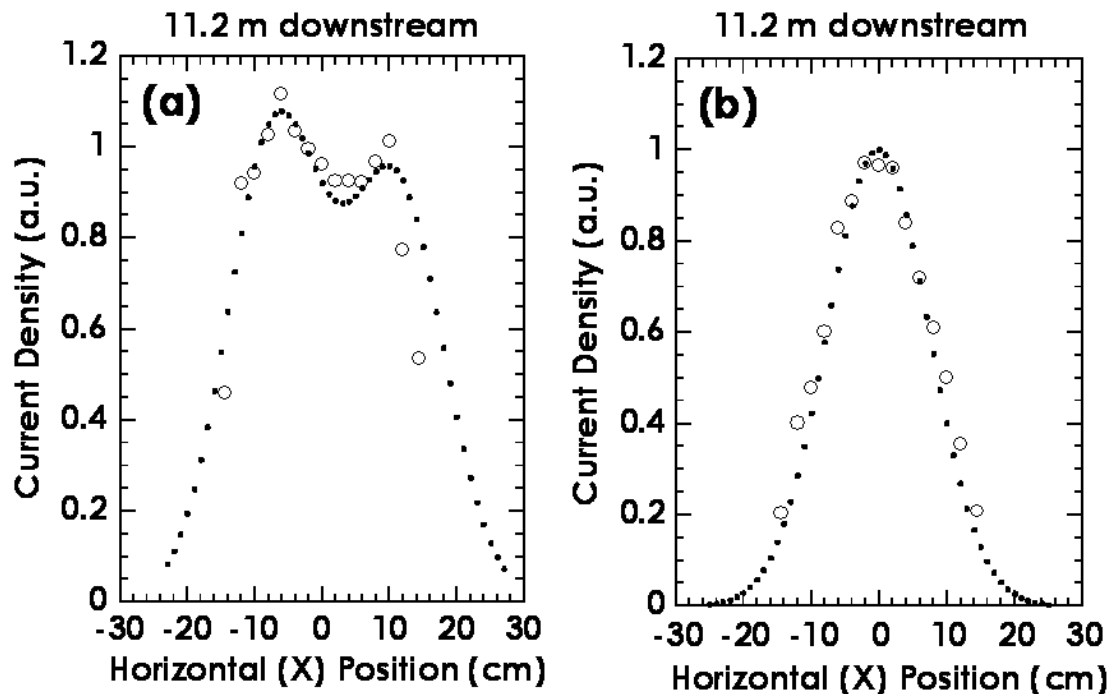 11.2 m downstream
(a)
Current Density (a.u.)
1.2
1
0.8
0.6
0.4
0.2
0
-30 -20 -10 0 10 20 30
Horizontal (X) Position (cm)
11.2 m downstream
(b)
Current Density (a.u.)
1.2
1
0.8
0.6
0.4
0.2
0
-30 -20 -10 0 10 20 30
Horizontal (X) Position (cm)